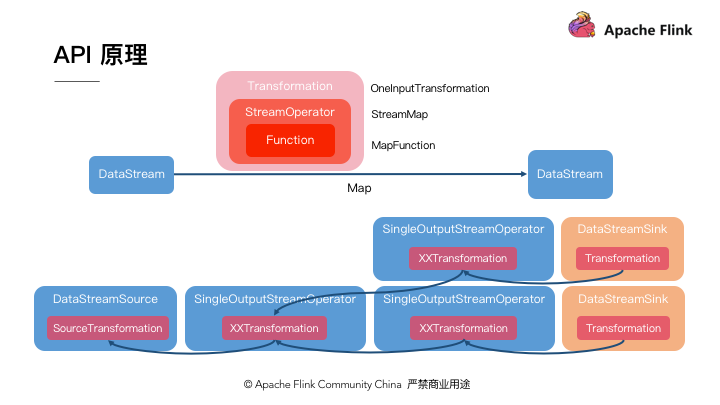 Apache Flink
API 原理
Transformation
OneInputTransformation
StreamOperator
StreamMap
Function
MapFunction
DataStream
DataStream
Map
SingleOutputStreamOperator
DataStreamSink
XXTransformation
Transformation
DataStreamSource
SingleOutputStreamOperator
SingleOutputStreamOperator
DataStreamSink
SourceTransformation
XXTransformation
XXTransformation
Transformation
© Apache Flink Community China 严禁商业用途